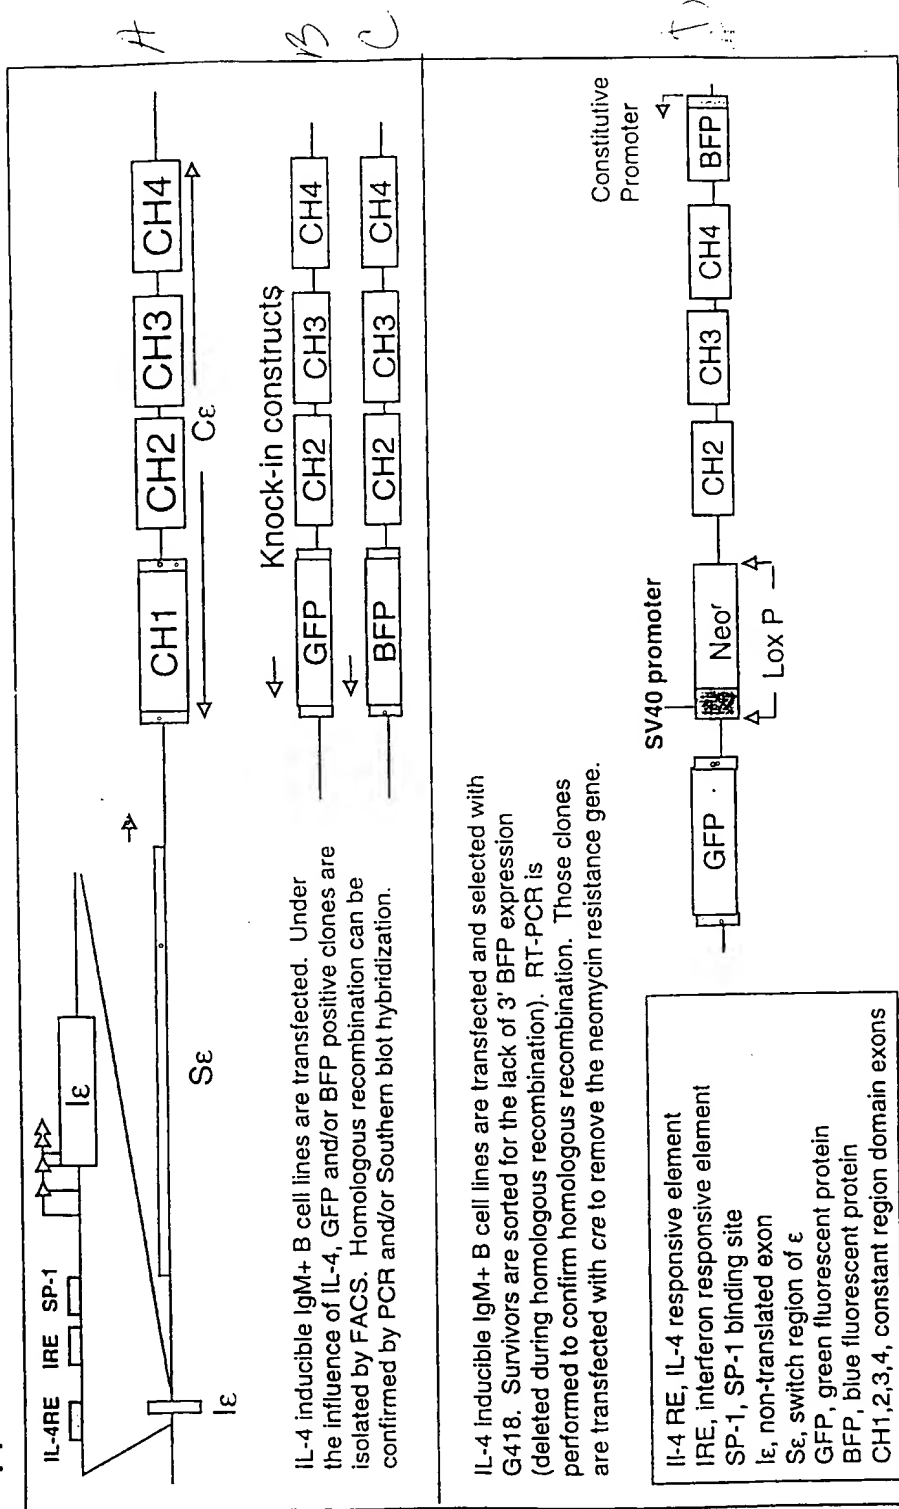 A
IL-4RE IRE SP-1
Iε
Iε
Sε
CH1 CH2 CH3 CH4
Cε
Knock-in constructs
GFP CH2 CH3 CH4
B
BFP CH2 CH3 CH4
C
IL-4 inducible IgM+ B cell lines are transfected. Under
the influence of IL-4, GFP and/or BFP positive clones are
isolated by FACS. Homologous recombination can be
confirmed by PCR and/or Southern blot hybridization.
IL-4 inducible IgM+ B cell lines are transfected and selected with
G418. Survivors are sorted for the lack of 3' BFP expression
(deleted during homologous recombination). RT-PCR is
performed to confirm homologous recombination. Those clones
are transfected with cre to remove the neomycin resistance gene.
Constitutive
Promoter
SV40 promoter
GFP Neoʳ CH2 CH3 CH4 BFP
Lox P
Il-4 RE, IL-4 responsive element
IRE, interferon responsive element
SP-1, SP-1 binding site
Iε, non-translated exon
Sε, switch region of ε
GFP, green fluorescent protein
BFP, blue fluorescent protein
CH1,2,3,4, constant region domain exons